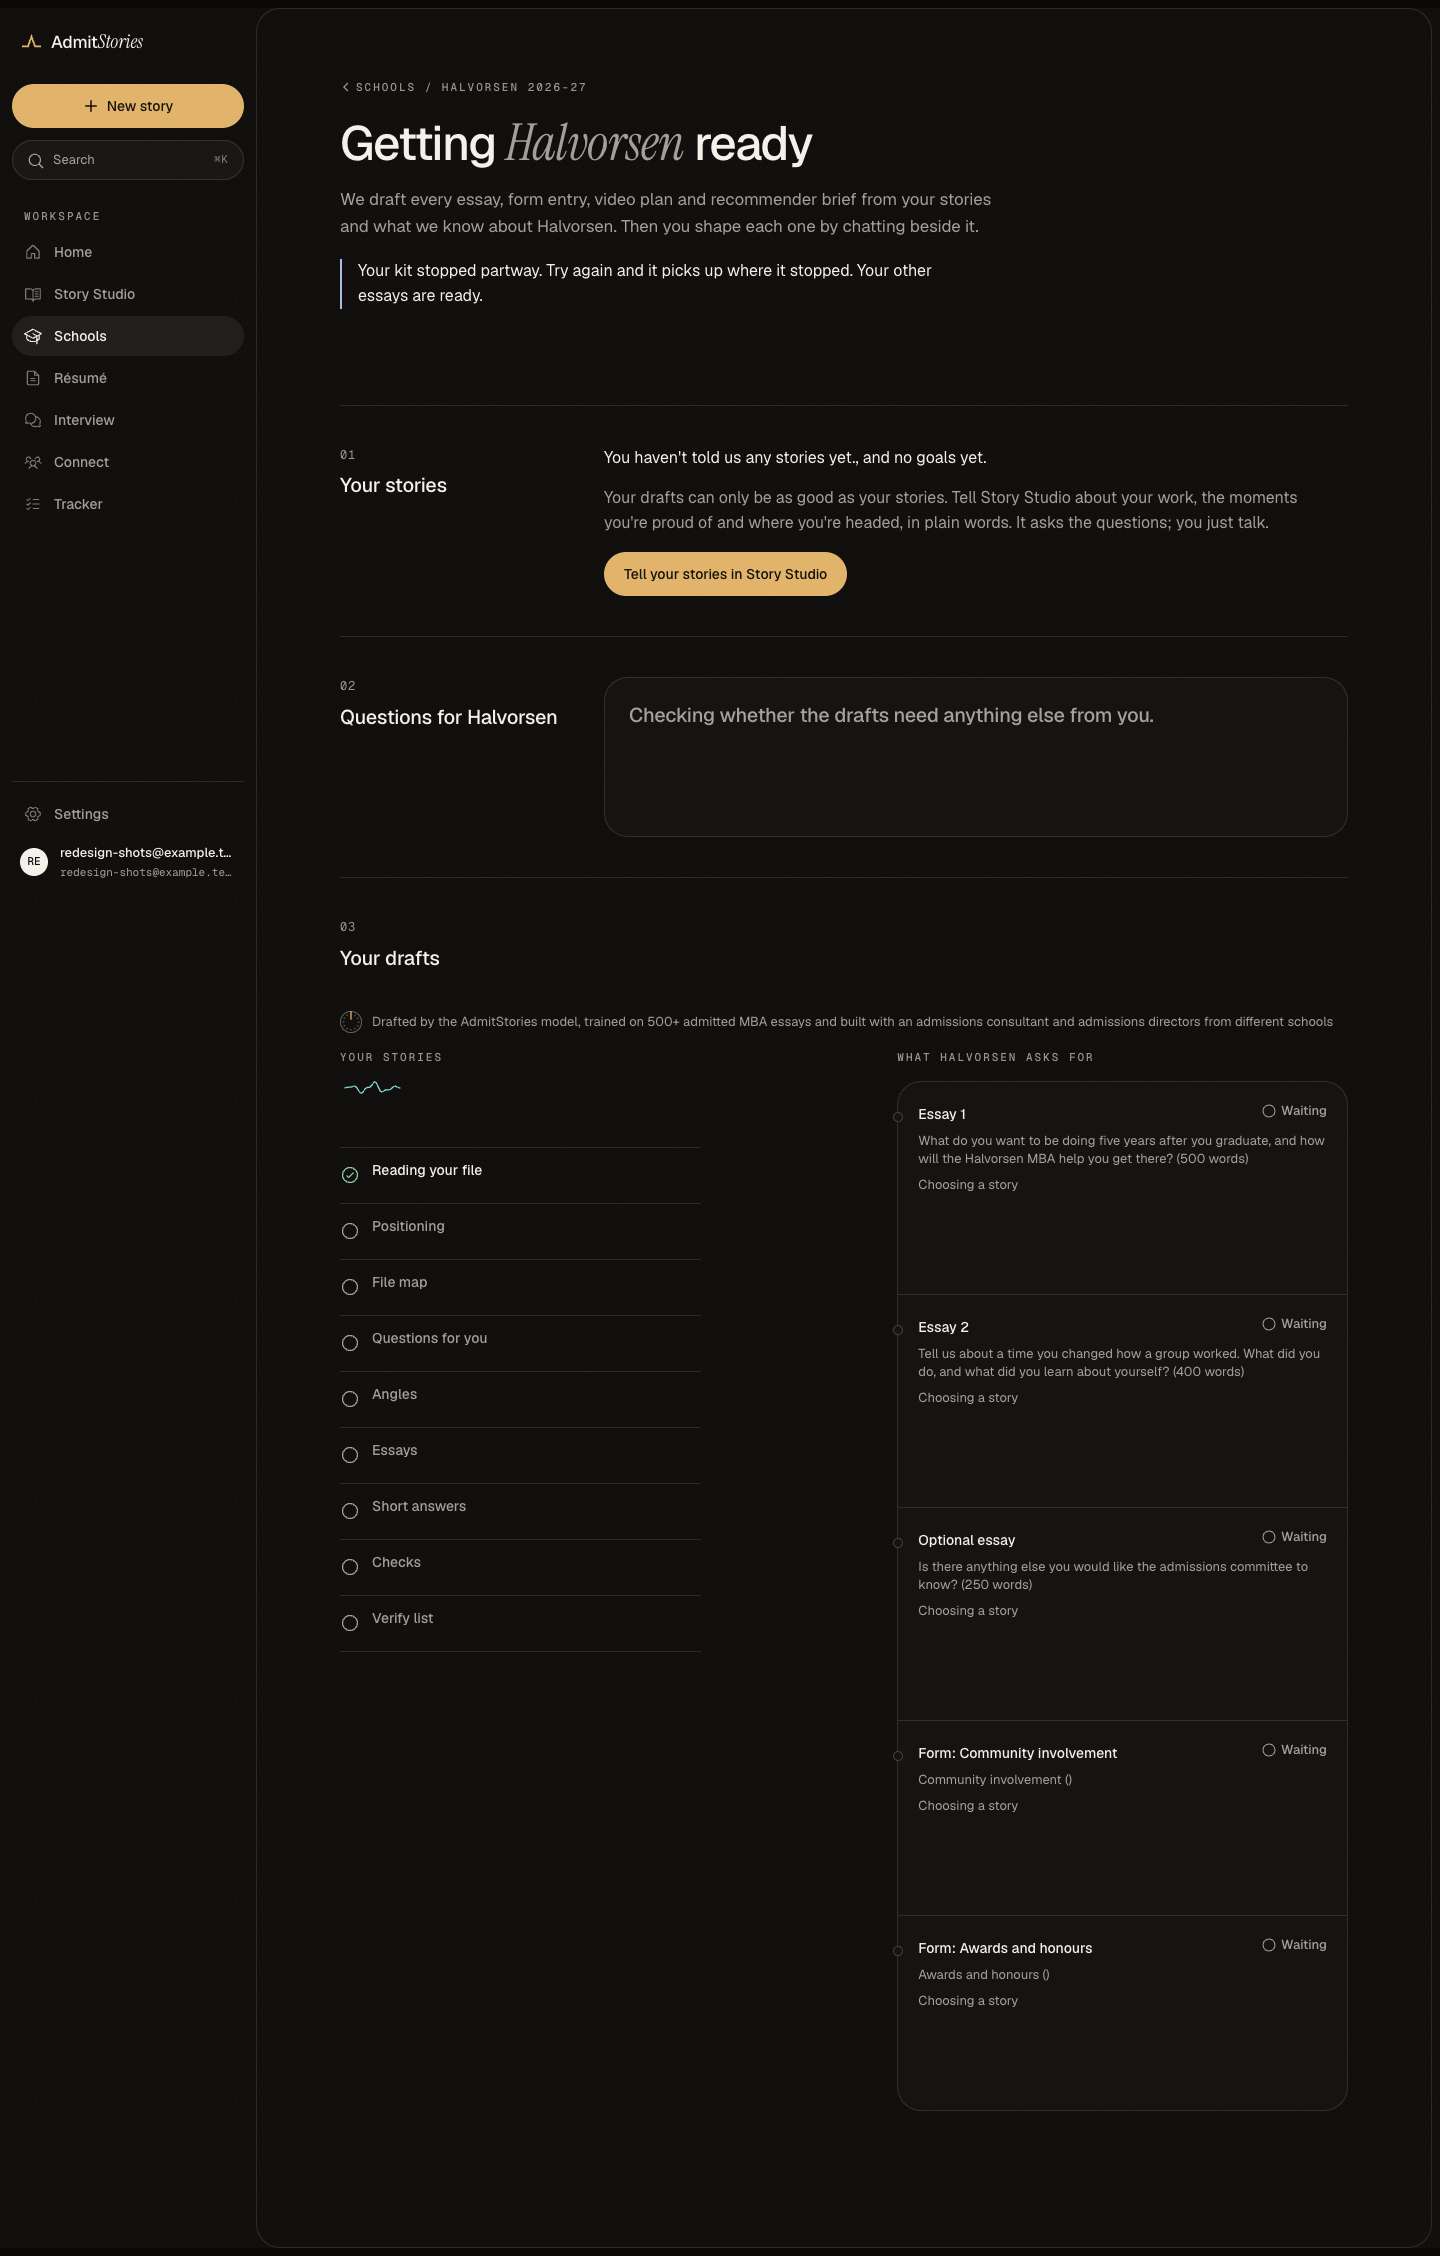 AdmitStories
New story
Search ⌘K
WORKSPACE
Home
Story Studio
Schools
Résumé
Interview
Connect
Tracker
Settings
RE
redesign-shots@example.t…
redesign-shots@example.te…
SCHOOLS / HALVORSEN 2026-27
Getting Halvorsen ready
We draft every essay, form entry, video plan and recommender brief from your stories
and what we know about Halvorsen. Then you shape each one by chatting beside it.
Your kit stopped partway. Try again and it picks up where it stopped. Your other
essays are ready.
01
Your stories
You haven't told us any stories yet., and no goals yet.
Your drafts can only be as good as your stories. Tell Story Studio about your work, the moments
you're proud of and where you're headed, in plain words. It asks the questions; you just talk.
Tell your stories in Story Studio
02
Questions for Halvorsen
Checking whether the drafts need anything else from you.
03
Your drafts
Drafted by the AdmitStories model, trained on 500+ admitted MBA essays and built with an admissions consultant and admissions directors from different schools
YOUR STORIES
Reading your file
Positioning
File map
Questions for you
Angles
Essays
Short answers
Checks
Verify list
WHAT HALVORSEN ASKS FOR
Essay 1
Waiting
What do you want to be doing five years after you graduate, and how
will the Halvorsen MBA help you get there? (500 words)
Choosing a story
Essay 2
Waiting
Tell us about a time you changed how a group worked. What did you
do, and what did you learn about yourself? (400 words)
Choosing a story
Optional essay
Waiting
Is there anything else you would like the admissions committee to
know? (250 words)
Choosing a story
Form: Community involvement
Waiting
Community involvement ()
Choosing a story
Form: Awards and honours
Waiting
Awards and honours ()
Choosing a story